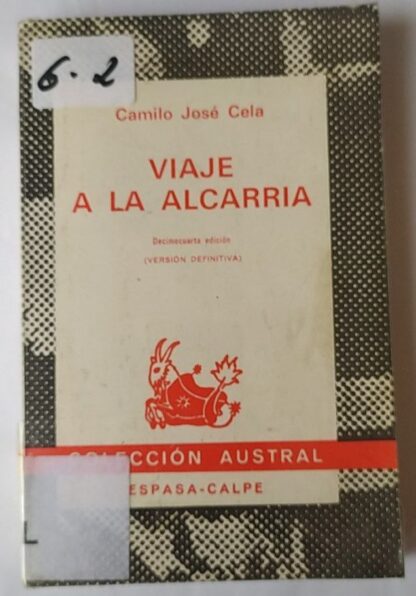 6.2
Camilo José Cela
VIAJE
A LA ALCARRIA
Decimocuarta edición
(VERSIÓN DEFINITIVA)
COLECCIÓN AUSTRAL
ESPASA-CALPE
L